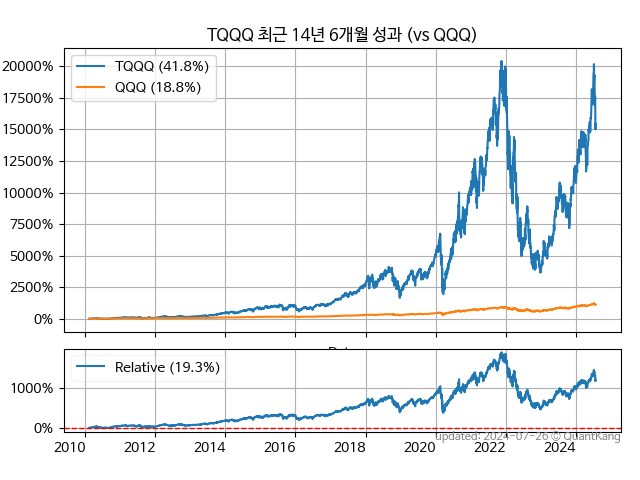 TQQQ 최근 14년 6개월 성과 (vs QQQ)
TQQQ (41.8%)
QQQ (18.8%)
20000%
17500%
15000%
12500%
10000%
7500%
5000%
2500%
0%
Relative (19.3%)
1000%
0%
2010 2012 2014 2016 2018 2020 2022 2024
updated: 2024-07-26 © QuantKang